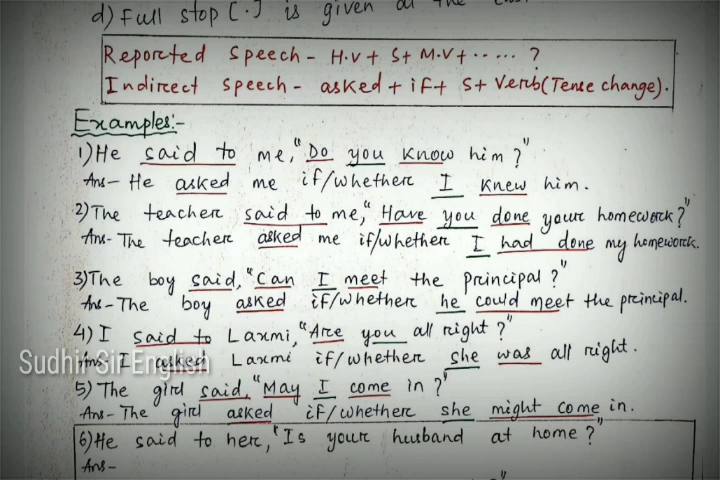 d) Full stop [.] is given at the
Reported speech - H.V + S + M.V + ..... ?
Indirect speech - asked + if + S + Verb (Tense change).
Examples:-
1) He said to me, "Do you know him?"
Ans- He asked me if/whether I knew him.
2) The teacher said to me, "Have you done your homework?"
Ans- The teacher asked me if/whether I had done my homework.
3) The boy said, "Can I meet the principal?"
Ans- The boy asked if/whether he could meet the principal.
4) I said to Laxmi, "Are you all right?"
Ans- I asked Laxmi if/whether she was all right.
Sudhir Sir English
5) The girl said, "May I come in?"
Ans- The girl asked if/whether she might come in.
6) He said to her, "Is your husband at home?"
Ans-